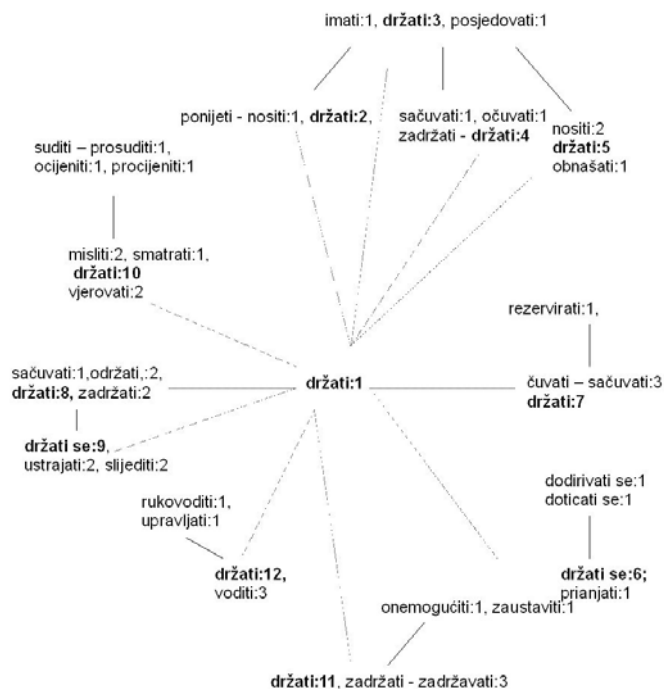 imati:1, držati:3, posjedovati:1
ponijeti - nositi:1, držati:2,
sačuvati:1, očuvati:1
zadržati - držati:4
nositi:2
držati:5
obnašati:1
suditi – prosuditi:1,
ocijeniti:1, procijeniti:1
misliti:2, smatrati:1,
držati:10
vjerovati:2
rezervirati:1,
sačuvati:1,održati,:2,
držati:8, zadržati:2
držati:1
čuvati – sačuvati:3
držati:7
držati se:9,
ustrajati:2, slijediti:2
dodirivati se:1
doticati se:1
rukovoditi:1,
upravljati:1
držati:12,
voditi:3
držati se:6;
prianjati:1
onemogućiti:1, zaustaviti:1
držati:11, zadržati - zadržavati:3